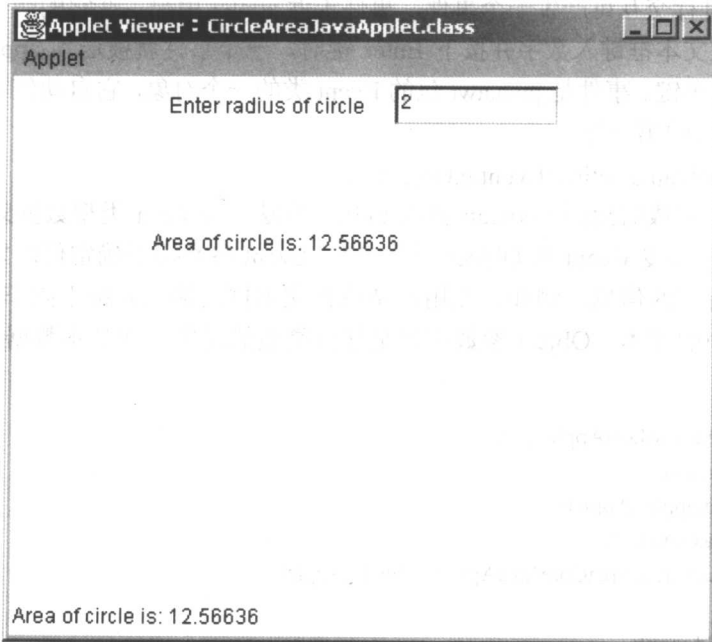 Applet Viewer : CircleAreaJavaApplet.class
Applet
Enter radius of circle 2
Area of circle is: 12.56636
Area of circle is: 12.56636